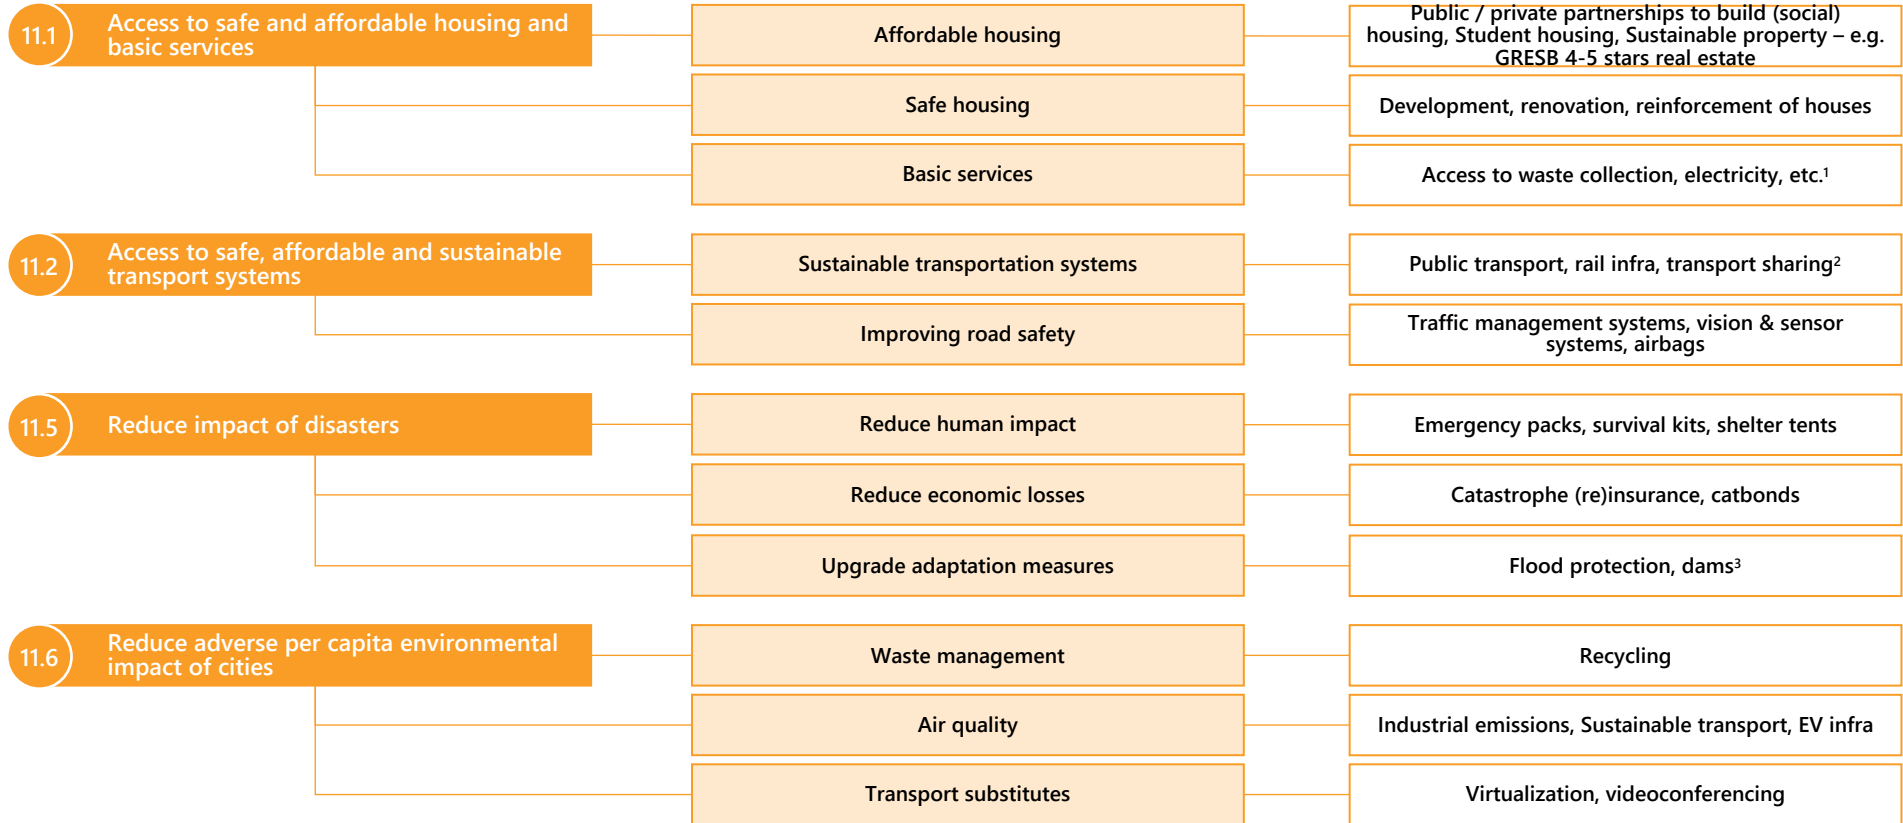 11.1
Access to safe and affordable housing and
basic services
Affordable housing
Public / private partnerships to build (social)
housing, Student housing, Sustainable property – e.g.
GRESB 4-5 stars real estate
Safe housing
Development, renovation, reinforcement of houses
Basic services
Access to waste collection, electricity, etc.¹
11.2
Access to safe, affordable and sustainable
transport systems
Sustainable transportation systems
Public transport, rail infra, transport sharing²
Improving road safety
Traffic management systems, vision & sensor
systems, airbags
11.5
Reduce impact of disasters
Reduce human impact
Emergency packs, survival kits, shelter tents
Reduce economic losses
Catastrophe (re)insurance, catbonds
Upgrade adaptation measures
Flood protection, dams³
11.6
Reduce adverse per capita environmental
impact of cities
Waste management
Recycling
Air quality
Industrial emissions, Sustainable transport, EV infra
Transport substitutes
Virtualization, videoconferencing